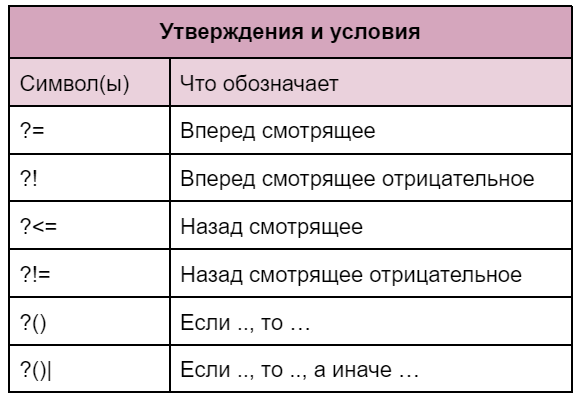 Утверждения и условия
Символ(ы) Что обозначает
?= Вперед смотрящее
?! Вперед смотрящее отрицательное
?<= Назад смотрящее
?!= Назад смотрящее отрицательное
?() Если .., то …
?()| Если .., то .., а иначе …